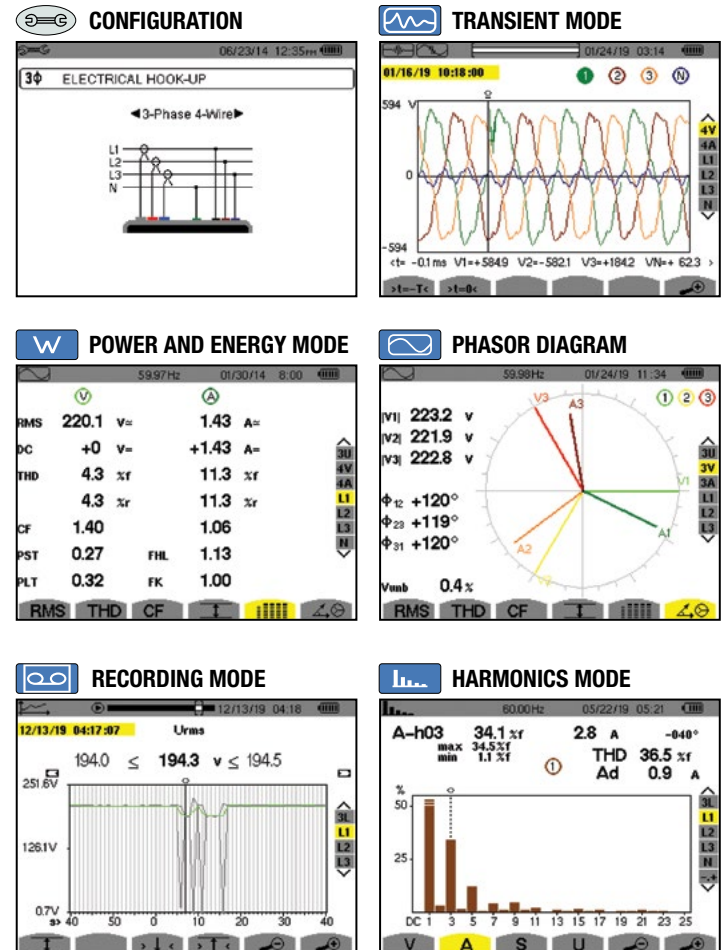 CONFIGURATION
06/23/14 12:35
3Φ ELECTRICAL HOOK-UP
◄3-Phase 4-Wire►
L1
L2
L3
N
TRANSIENT MODE
01/24/19 03:14
01/16/19 10:18:00
1 2 3 N
594 V
0
-594
4V
4A
L1
L2
L3
N
<t= -0.1ms V1=+584.9 V2=-582.1 V3=+184.2 VN=+ 62.3 >
>t=-T< >t=0<
W POWER AND ENERGY MODE
59.97Hz 01/30/14 8:00
V A
RMS 220.1 V≃ 1.43 A≃
DC +0 V= +1.43 A=
THD 4.3 %f 11.3 %f
4.3 %r 11.3 %r
CF 1.40 1.06
PST 0.27 FHL 1.13
PLT 0.32 FK 1.00
3U
4V
4A
L1
L2
L3
N
RMS THD CF
PHASOR DIAGRAM
59.98Hz 01/24/19 11:34
1 2 3
|V1| 223.2 V
|V2| 221.9 V
|V3| 222.8 V
Φ12 +120°
Φ23 +119°
Φ31 +120°
Vunb 0.4%
V3
A3
V1
A1
A2
V2
3U
3V
3A
L1
L2
L3
RMS THD CF
RECORDING MODE
12/13/19 04:18
12/13/19 04:17:07 Urms
194.0 ≤ 194.3 V ≤ 194.5
251.6V
126.1V
0.7V
s> 40 50 0 10 20 30 40
3L
L1
L2
L3
HARMONICS MODE
60.00Hz 05/22/19 05:21
A-h03 34.1 %f 2.8 A -040°
max 34.5%f
min 1.1 %f
1
THD 36.5 %f
Ad 0.9 A
%
50
25
DC 1 3 5 7 9 11 13 15 17 19 21 23 25
3L
L1
L2
L3
N
-.+
V A S U